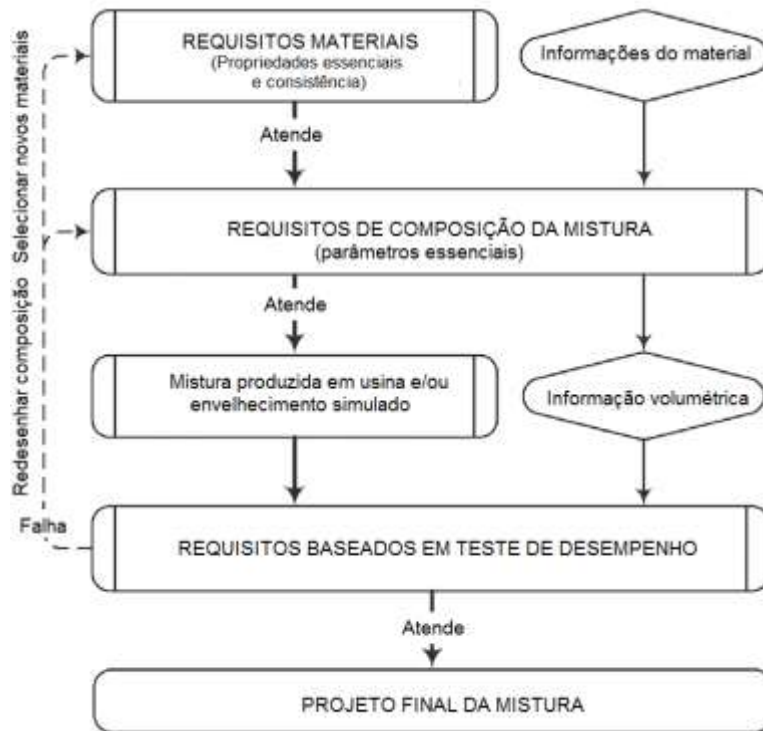 REQUISITOS MATERIAIS
(Propriedades essenciais
e consistência)
Informações do material
Atende
REQUISITOS DE COMPOSIÇÃO DA MISTURA
(parâmetros essenciais)
Atende
Mistura produzida em usina e/ou
envelhecimento simulado
Informação volumétrica
Redesenhar composição Selecionar novos materiais
Falha
REQUISITOS BASEADOS EM TESTE DE DESEMPENHO
Atende
PROJETO FINAL DA MISTURA